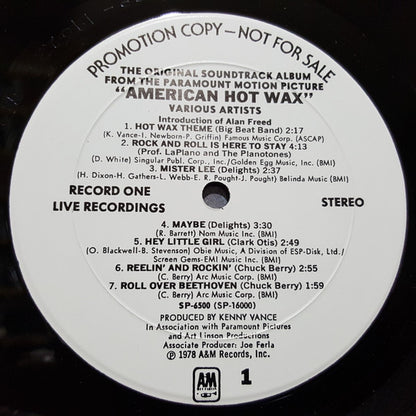 PROMOTION COPY – NOT FOR SALE
THE ORIGINAL SOUNDTRACK ALBUM
FROM THE PARAMOUNT MOTION PICTURE
"AMERICAN HOT WAX"
VARIOUS ARTISTS
Introduction of Alan Freed
1. HOT WAX THEME (Big Beat Band) 2:17
(K. Vance-I. Newborn-P. Griffin) Famous Music Corp. (ASCAP)
2. ROCK AND ROLL IS HERE TO STAY 4:13
(Prof. LaPlano and The Planotones)
(D. White) Singular Publ. Corp., Inc./Golden Egg Music, Inc. (BMI)
3. MISTER LEE (Delights) 2:37
(H. Dixon-H. Gathers-L. Webb-E. R. Pought-J. Pought) Belinda Music (BMI)
RECORD ONE
LIVE RECORDINGS
STEREO
4. MAYBE (Delights) 3:30
(R. Barrett) Nom Music Inc. (BMI)
5. HEY LITTLE GIRL (Clark Otis) 2:49
(O. Blackwell-B. Stevenson) Obie Music, A Division of ESP-Disk, Ltd./
Screen Gems-EMI Music Inc. (BMI)
6. REELIN' AND ROCKIN' (Chuck Berry) 2:55
(C. Berry) Arc Music Corp. (BMI)
7. ROLL OVER BEETHOVEN (Chuck Berry) 1:59
(C. Berry) Arc Music Corp. (BMI)
SP-6500 (SP-16000)
PRODUCED BY KENNY VANCE
In Association with Paramount Pictures
and Art Linson Productions
Associate Producer: Joe Ferla
℗ © 1978 A&M Records, Inc.
A&M
RECORDS
1